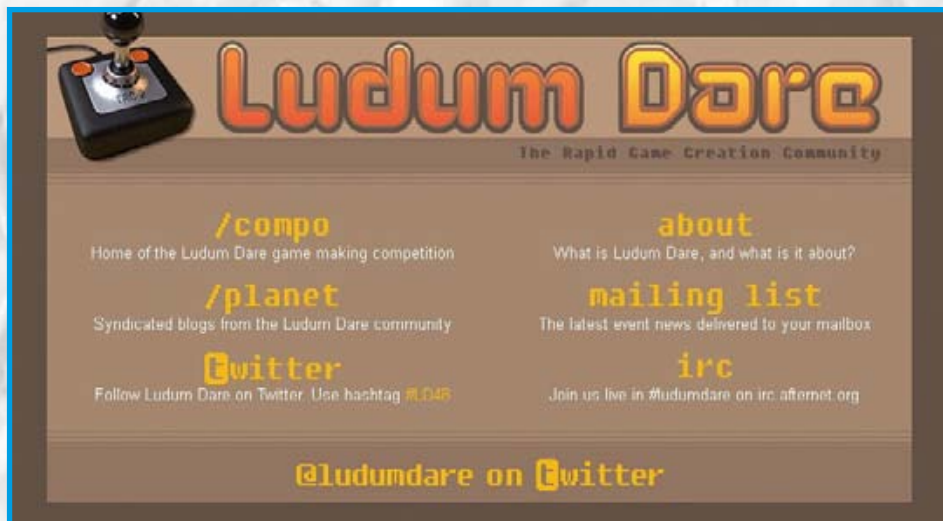 Ludum Dare
The Rapid Game Creation Community
/compo
Home of the Ludum Dare game making competition
/planet
Syndicated blogs from the Ludum Dare community
twitter
Follow Ludum Dare on Twitter. Use hashtag #LD48
about
What is Ludum Dare, and what is it about?
mailing list
The latest event news delivered to your mailbox
irc
Join us live in #ludumdare on irc.afternet.org
@ludumdare on twitter